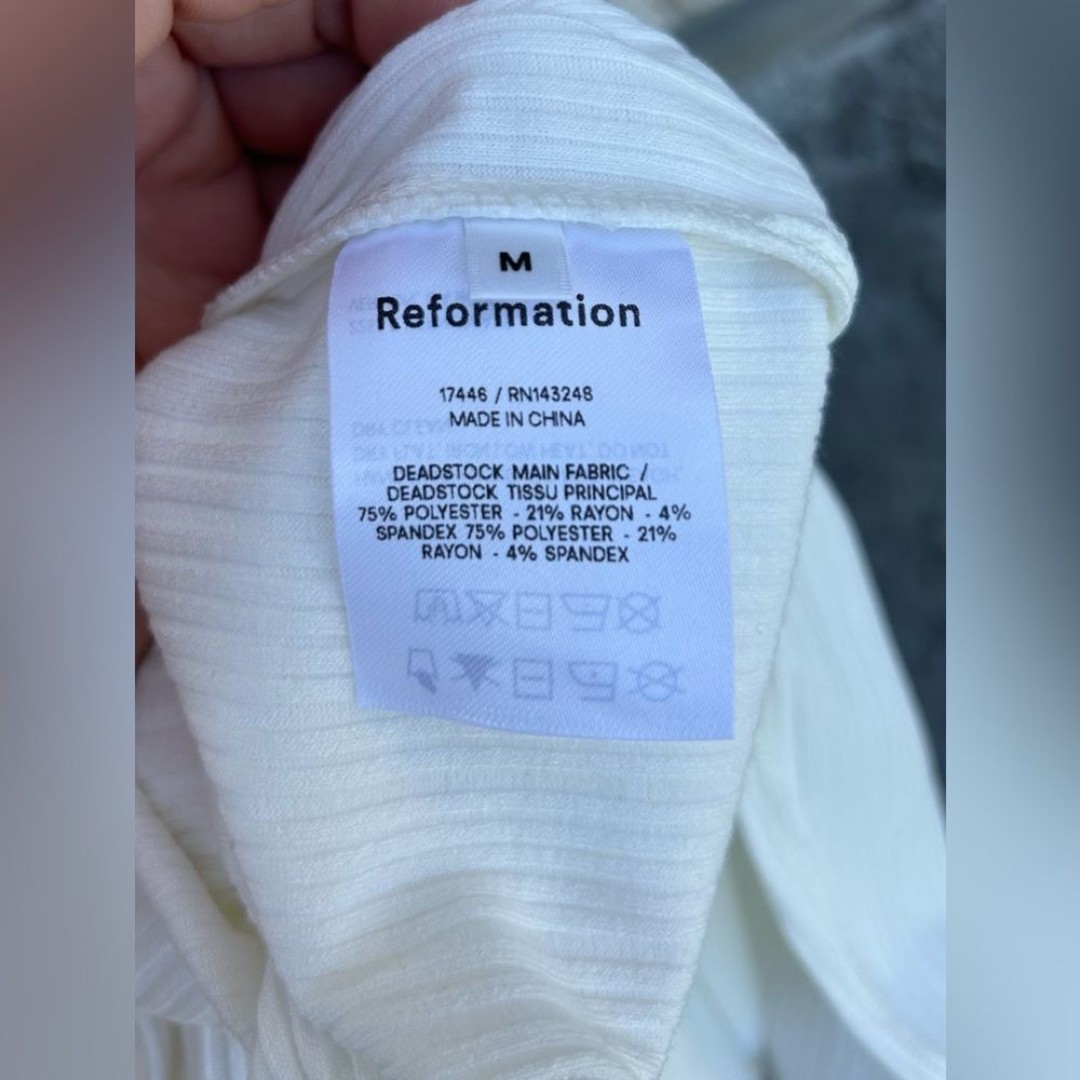 M
Reformation
17446 / RN143248
MADE IN CHINA
DEADSTOCK MAIN FABRIC /
DEADSTOCK TISSU PRINCIPAL
75% POLYESTER - 21% RAYON - 4%
SPANDEX 75% POLYESTER - 21%
RAYON - 4% SPANDEX